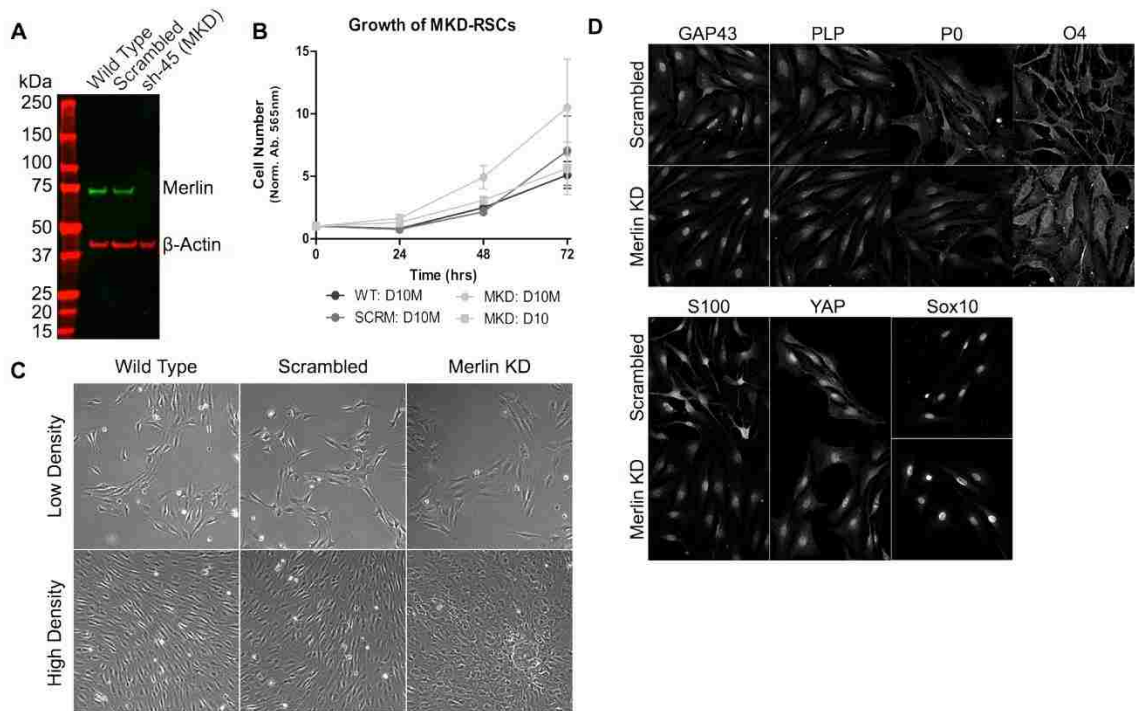 A
kDa
Wild Type
Scrambled
sh-45 (MKD)
250
150
100
75
50
37
25
20
15
Merlin
β-Actin
B
Growth of MKD-RSCs
Cell Number
(Norm. Ab. 565nm)
15
10
5
0
0 24 48 72
Time (hrs)
WT: D10M
MKD: D10M
SCRM: D10M
MKD: D10
C
Wild Type Scrambled Merlin KD
Low Density
High Density
D
GAP43 PLP P0 O4
Scrambled
Merlin KD
S100 YAP Sox10
Scrambled
Merlin KD